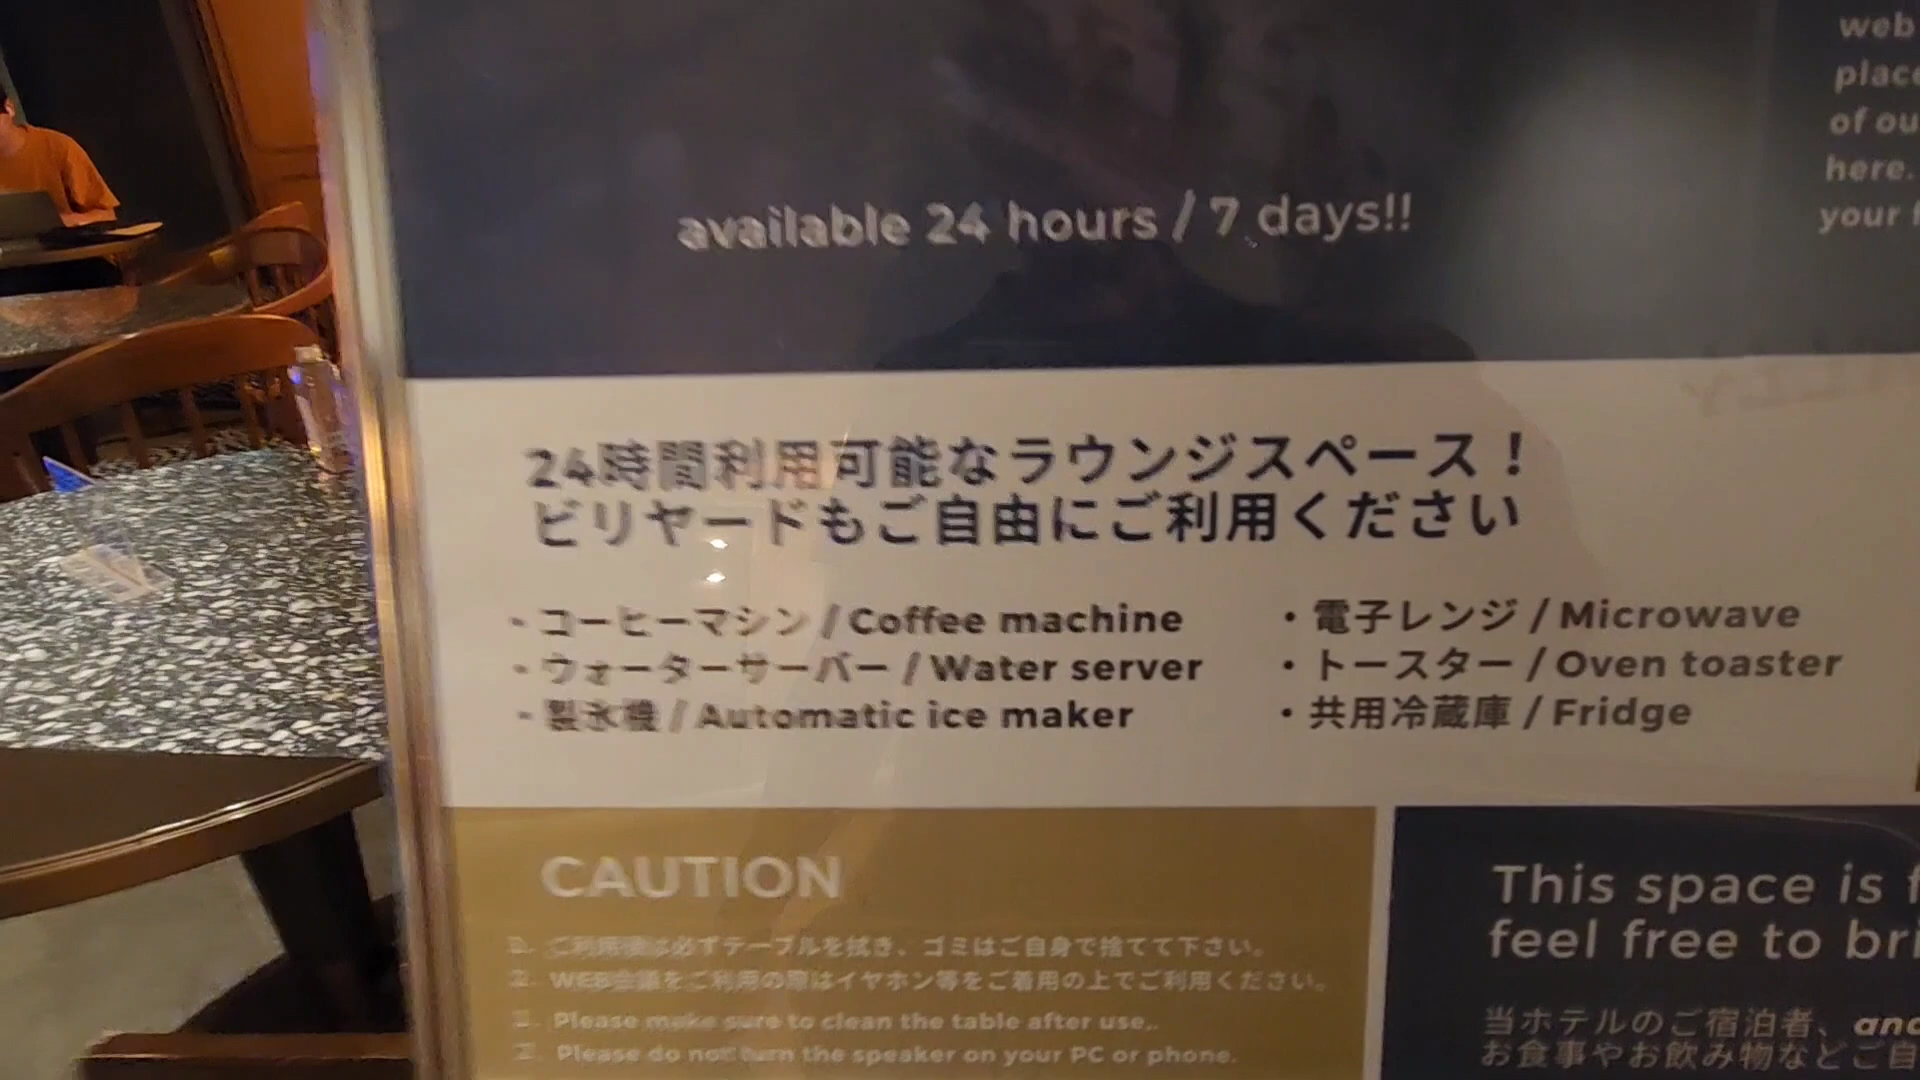 web
place
of ou
here.
your f
available 24 hours / 7 days!!
24時間利用可能なラウンジスペース！
ビリヤードもご自由にご利用ください
・コーヒーマシン / Coffee machine
・ウォーターサーバー / Water server
・製氷機 / Automatic ice maker
・電子レンジ / Microwave
・トースター / Oven toaster
・共用冷蔵庫 / Fridge
CAUTION
1. ご利用後は必ずテーブルを拭き、ゴミはご自身で捨てて下さい。
2. WEB会議をご利用の際はイヤホン等をご着用の上でご利用ください。
1. Please make sure to clean the table after use..
2. Please do not turn the speaker on your PC or phone.
This space is f
feel free to bri
当ホテルのご宿泊者、and
お食事やお飲み物などご自